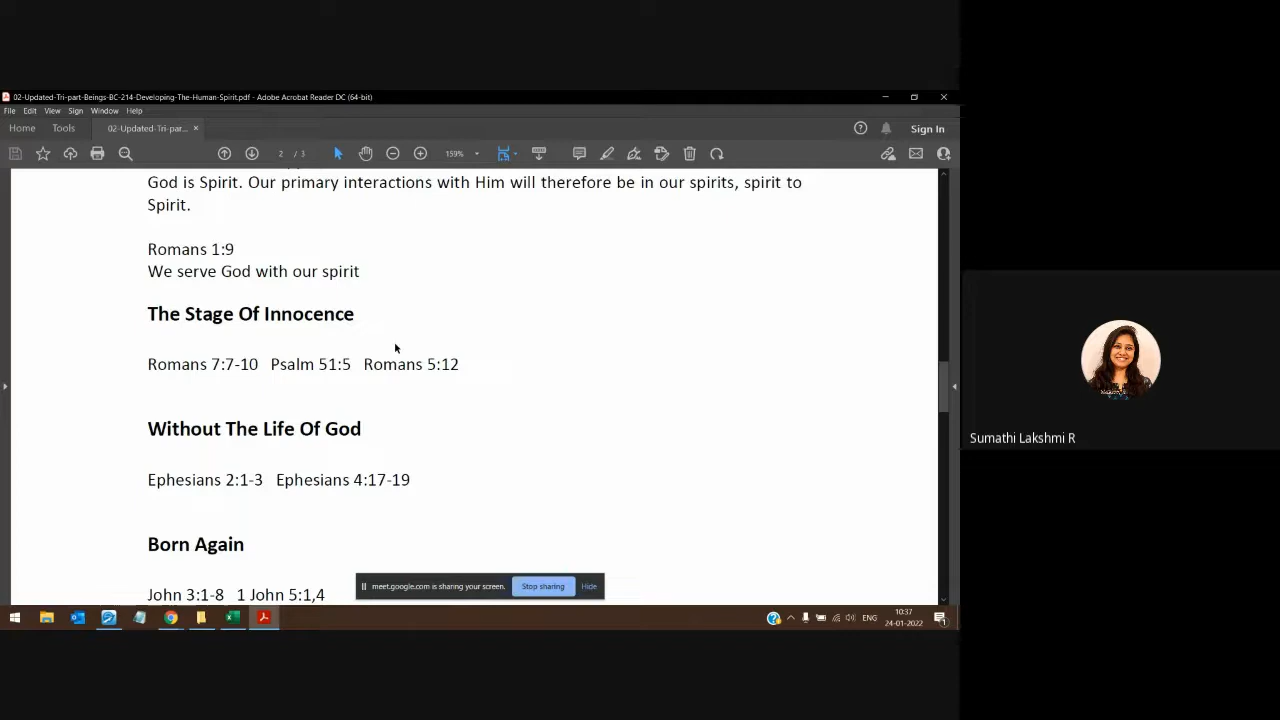 02-Updated-Tri-part-Beings-BC-214-Developing-The-Human-Spirit.pdf - Adobe Acrobat Reader DC (64-bit)
File Edit View Sign Window Help
Home Tools 02-Updated-Tri-par... × Sign In
2 / 3 159%
God is Spirit. Our primary interactions with Him will therefore be in our spirits, spirit to
Spirit.
Romans 1:9
We serve God with our spirit
The Stage Of Innocence
Romans 7:7-10 Psalm 51:5 Romans 5:12
Without The Life Of God
Ephesians 2:1-3 Ephesians 4:17-19
Born Again
John 3:1-8 1 John 5:1,4
meet.google.com is sharing your screen. Stop sharing Hide
ENG 10:37
24-01-2022
Sumathi Lakshmi R